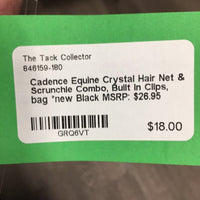 The Tack Collector
646159-180
Cadence Equine Crystal Hair Net &
Scrunchie Combo, Built in Clips,
bag *new Black MSRP: $26.95
GRQ6VT
$18.00